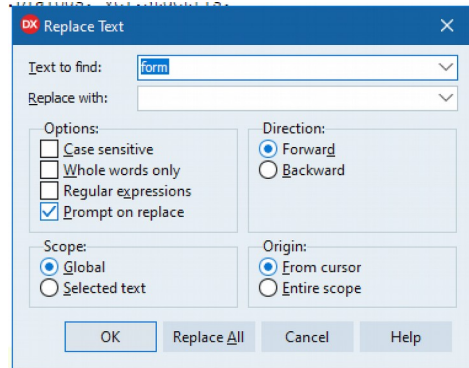 DX Replace Text
Text to find: form
Replace with:
Options:
Case sensitive
Whole words only
Regular expressions
Prompt on replace
Direction:
Forward
Backward
Scope:
Global
Selected text
Origin:
From cursor
Entire scope
OK Replace All Cancel Help